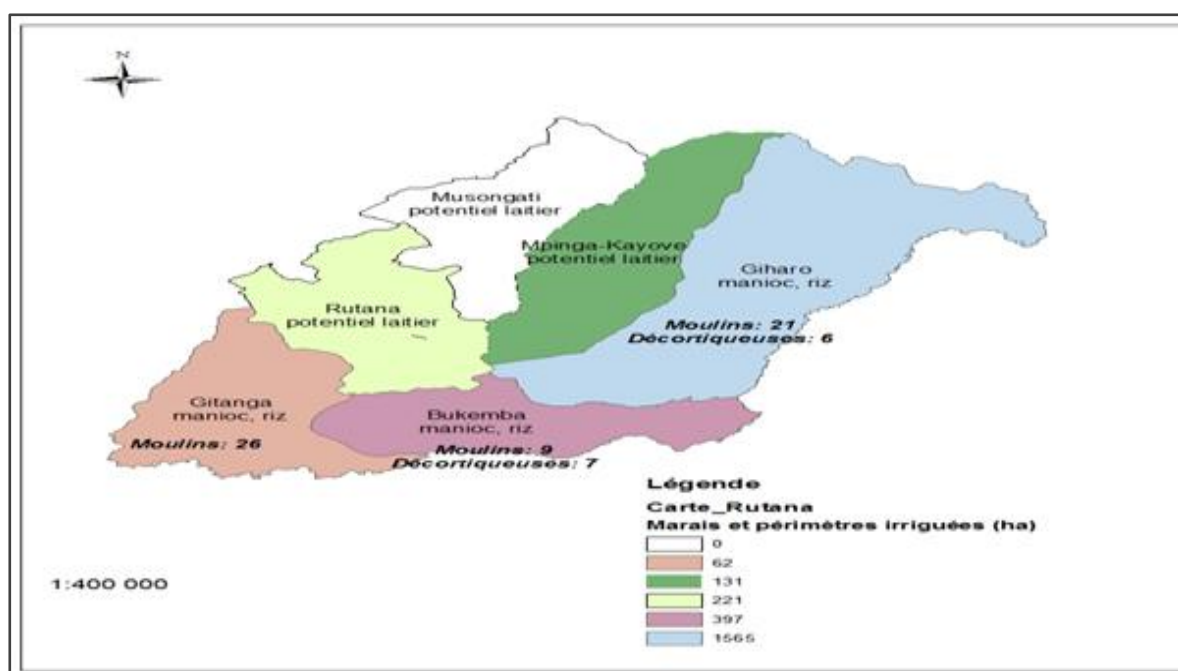 N
Musongati
potentiel laitier
Mpinga-Kayove
potentiel laitier
Giharo
manioc, riz
Moulins: 21
Décortiqueuses: 6
Rutana
potentiel laitier
Gitanga
manioc, riz
Moulins: 26
Bukemba
manioc, riz
Moulins: 9
Décortiqueuses: 7
Légende
Carte_Rutana
Marais et périmètres irriguées (ha)
0
62
131
221
397
1565
1:400 000